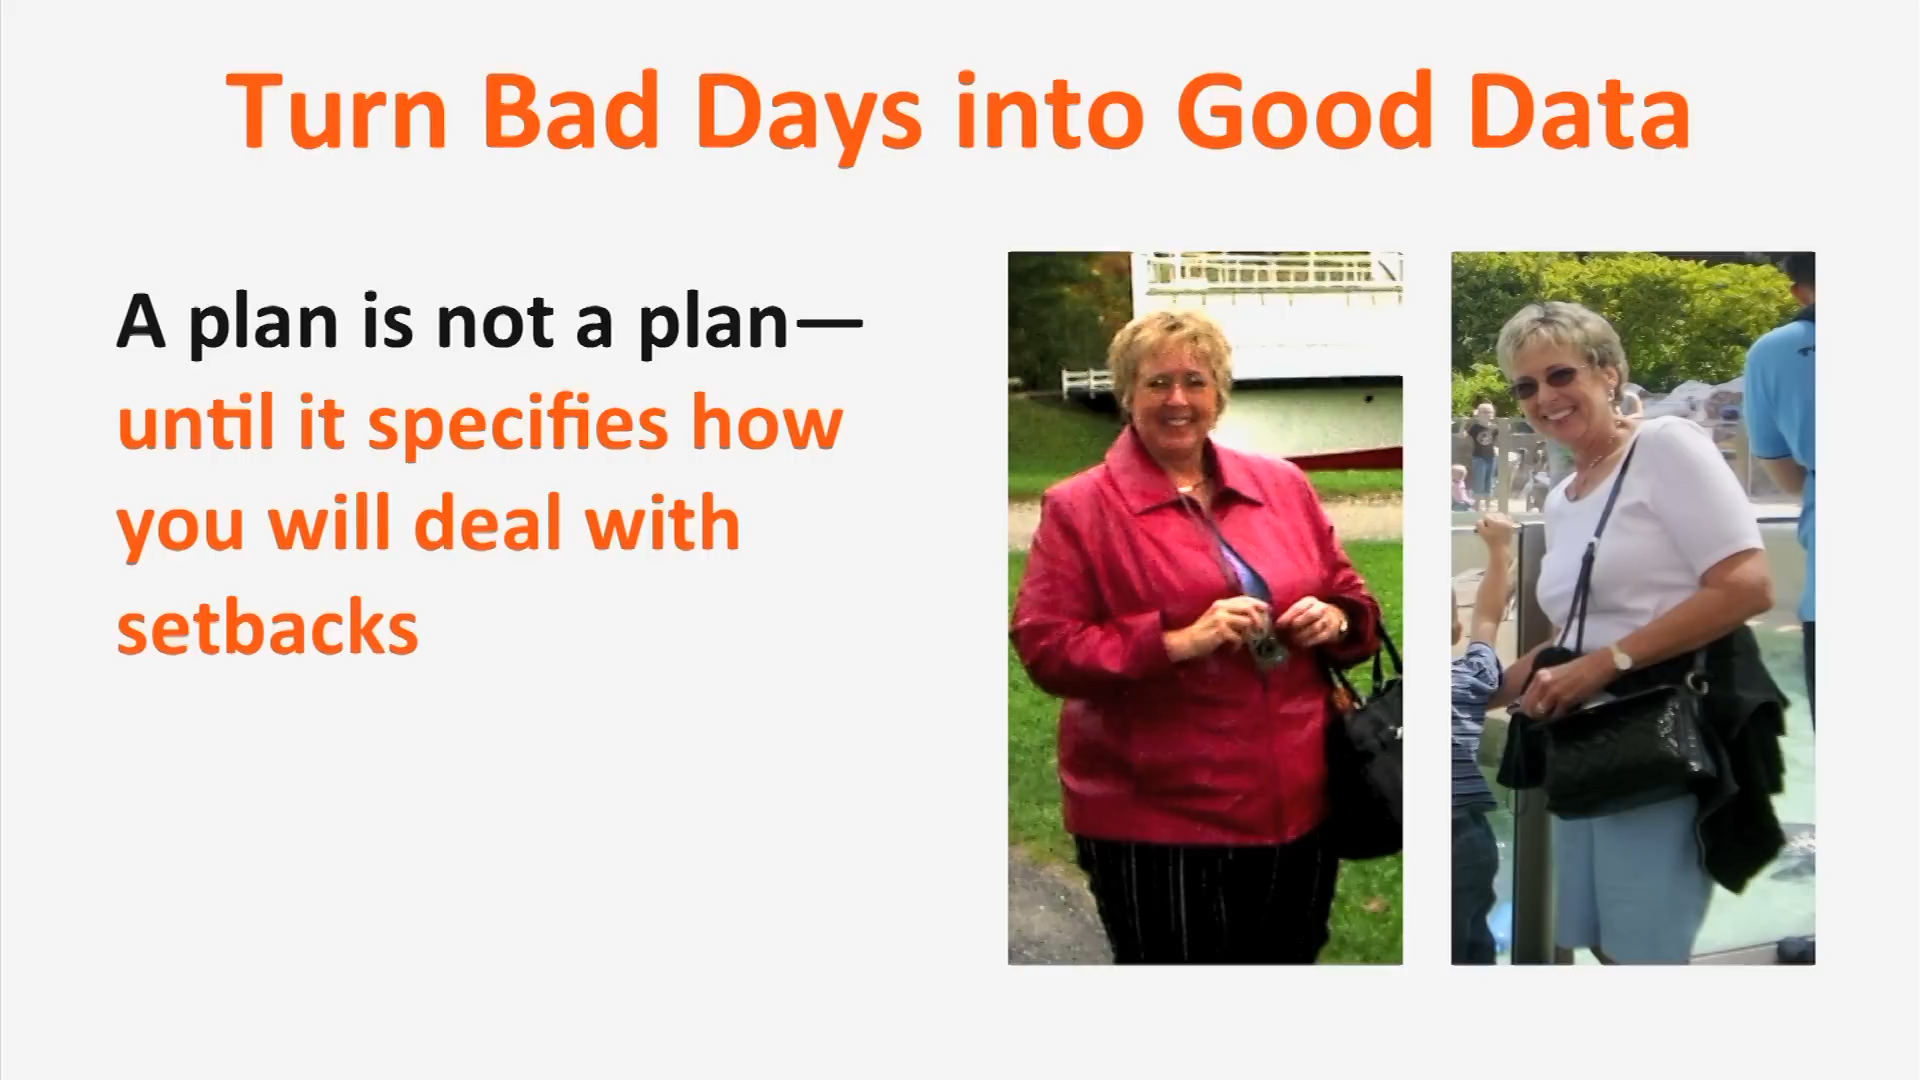 Turn Bad Days into Good Data
A plan is not a plan—
until it specifies how
you will deal with
setbacks